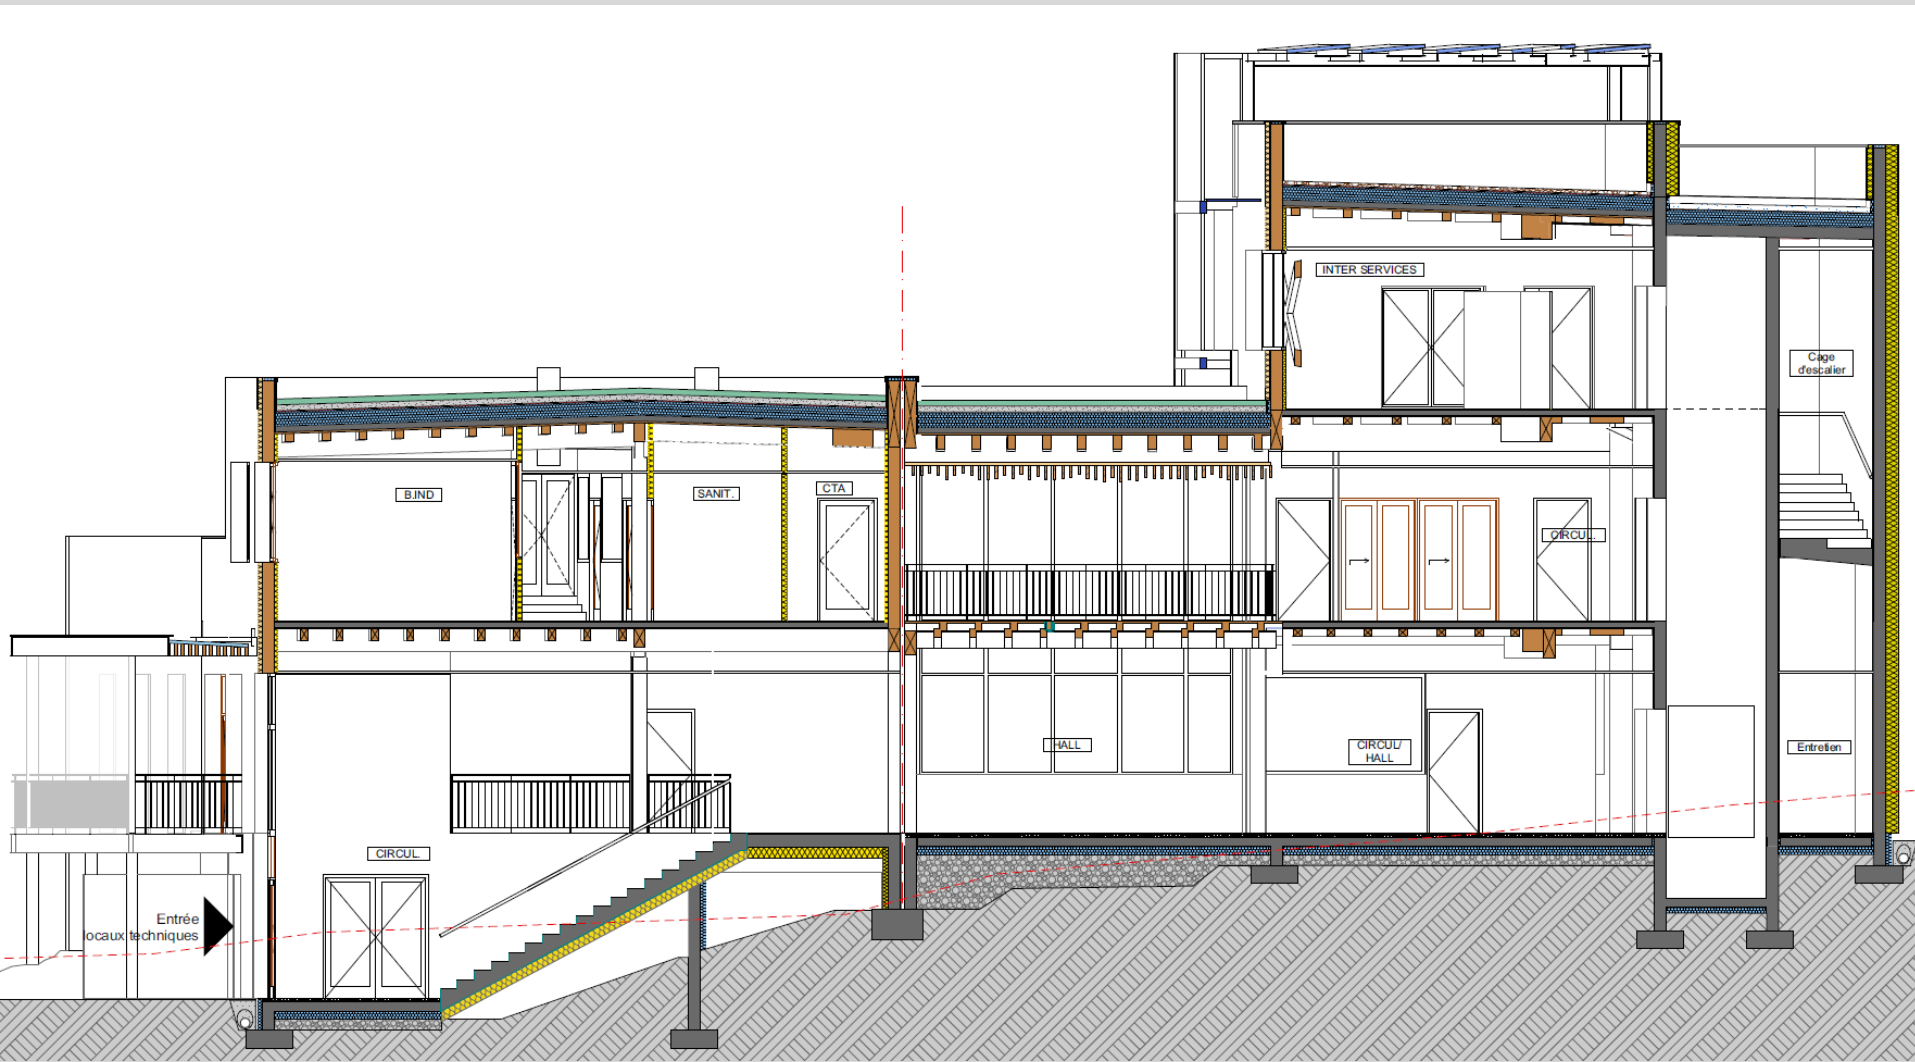 INTER SERVICES
Cage
d'escalier
B.IND
SANIT.
CTA
CIRCUL.
HALL
CIRCUL/
HALL
Entretien
CIRCUL.
Entrée
locaux techniques